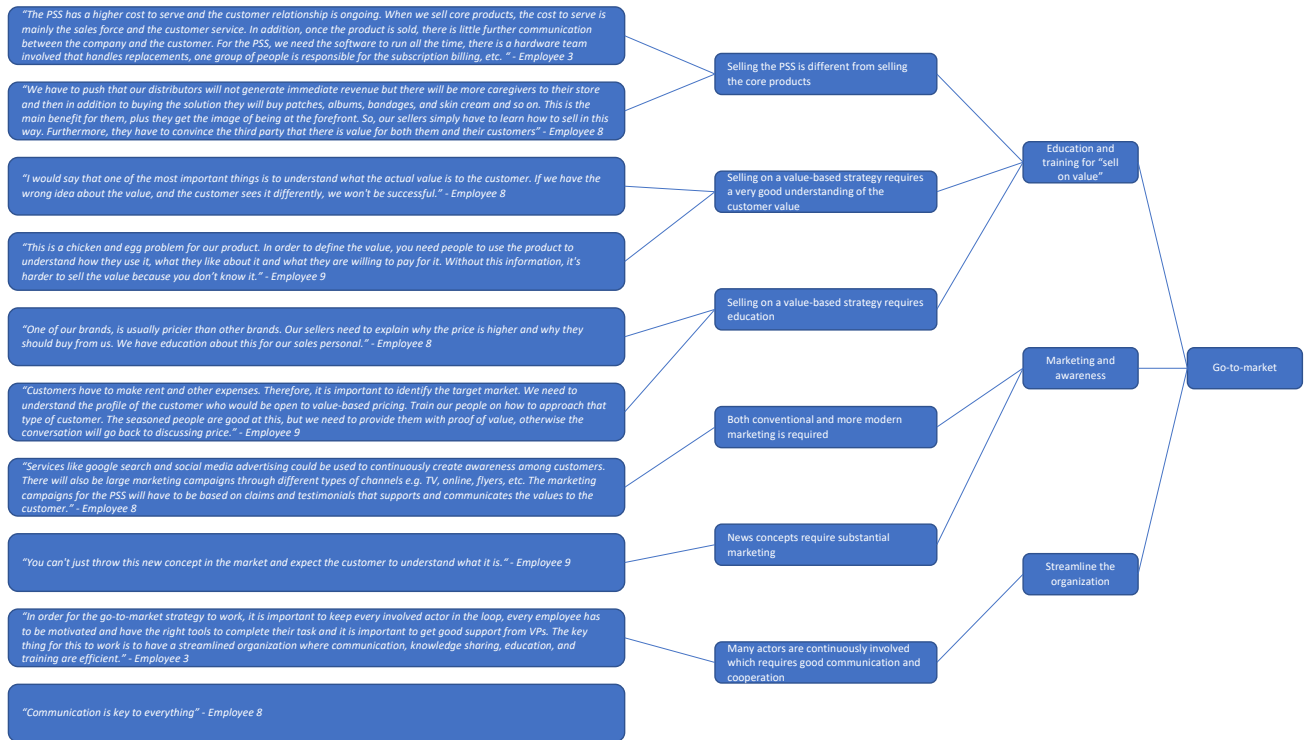 “The PSS has a higher cost to serve and the customer relationship is ongoing. When we sell core products, the cost to serve is
mainly the sales force and the customer service. In addition, once the product is sold, there is little further communication
between the company and the customer. For the PSS, we need the software to run all the time, there is a hardware team
involved that handles replacements, one group of people is responsible for the subscription billing, etc. “ - Employee 3
“We have to push that our distributors will not generate immediate revenue but there will be more caregivers to their store
and then in addition to buying the solution they will buy patches, albums, bandages, and skin cream and so on. This is the
main benefit for them, plus they get the image of being at the forefront. So, our sellers simply have to learn how to sell in this
way. Furthermore, they have to convince the third party that there is value for both them and their customers” - Employee 8
“I would say that one of the most important things is to understand what the actual value is to the customer. If we have the
wrong idea about the value, and the customer sees it differently, we won't be successful.” - Employee 8
“This is a chicken and egg problem for our product. In order to define the value, you need people to use the product to
understand how they use it, what they like about it and what they are willing to pay for it. Without this information, it's
harder to sell the value because you don't know it.” - Employee 9
“One of our brands, is usually pricier than other brands. Our sellers need to explain why the price is higher and why they
should buy from us. We have education about this for our sales personal.” - Employee 8
“Customers have to make rent and other expenses. Therefore, it is important to identify the target market. We need to
understand the profile of the customer who would be open to value-based pricing. Train our people on how to approach that
type of customer. The seasoned people are good at this, but we need to provide them with proof of value, otherwise the
conversation will go back to discussing price.” - Employee 9
“Services like google search and social media advertising could be used to continuously create awareness among customers.
There will also be large marketing campaigns through different types of channels e.g. TV, online, flyers, etc. The marketing
campaigns for the PSS will have to be based on claims and testimonials that supports and communicates the values to the
customer.” - Employee 8
“You can't just throw this new concept in the market and expect the customer to understand what it is.” - Employee 9
“In order for the go-to-market strategy to work, it is important to keep every involved actor in the loop, every employee has
to be motivated and have the right tools to complete their task and it is important to get good support from VPs. The key
thing for this to work is to have a streamlined organization where communication, knowledge sharing, education, and
training are efficient.” - Employee 3
“Communication is key to everything” - Employee 8
Selling the PSS is different from selling
the core products
Selling on a value-based strategy requires
a very good understanding of the
customer value
Selling on a value-based strategy requires
education
Both conventional and more modern
marketing is required
News concepts require substantial
marketing
Many actors are continuously involved
which requires good communication and
cooperation
Education and
training for “sell
on value”
Marketing and
awareness
Streamline the
organization
Go-to-market